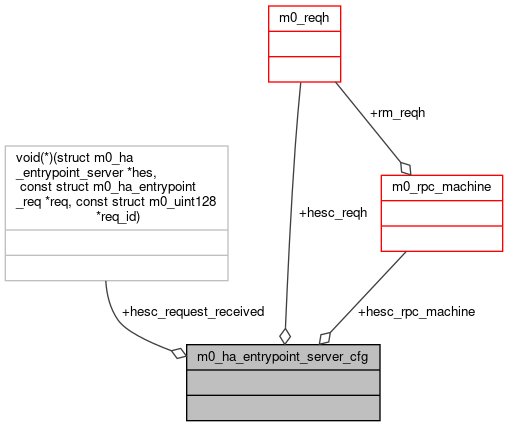 m0_reqh
+rm_reqh
void(*)(struct m0_ha
_entrypoint_server *hes,
const struct m0_ha_entrypoint
_req *req, const struct m0_uint128
*req_id)
m0_rpc_machine
+hesc_reqh
+hesc_request_received
+hesc_rpc_machine
m0_ha_entrypoint_server_cfg